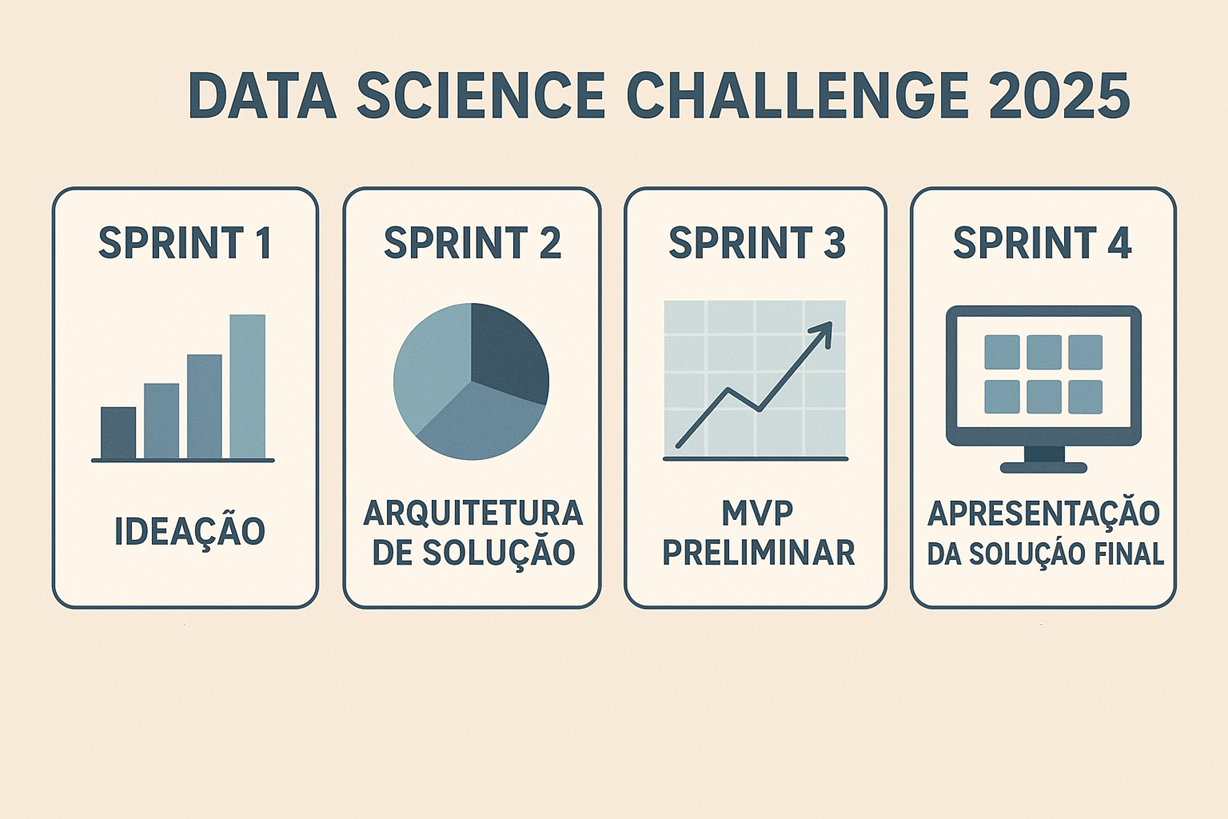 DATA SCIENCE CHALLENGE 2025
SPRINT 1
IDEAÇÃO
SPRINT 2
ARQUITETURA
DE SOLUÇÃO
SPRINT 3
MVP
PRELIMINAR
SPRINT 4
APRESENTAÇÃO
DA SOLUÇÁO FINAL